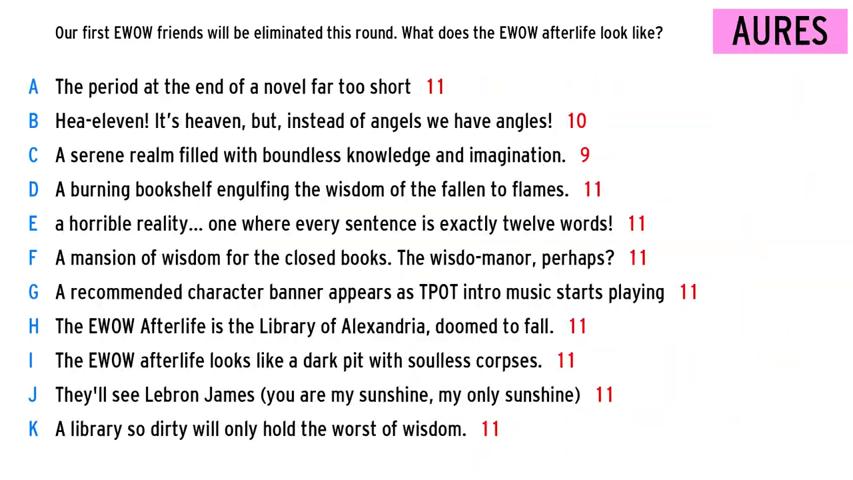 Our first EWOW friends will be eliminated this round. What does the EWOW afterlife look like?
AURES
A The period at the end of a novel far too short 11
B Hea-eleven! It's heaven, but, instead of angels we have angles! 10
C A serene realm filled with boundless knowledge and imagination. 9
D A burning bookshelf engulfing the wisdom of the fallen to flames. 11
E a horrible reality... one where every sentence is exactly twelve words! 11
F A mansion of wisdom for the closed books. The wisdo-manor, perhaps? 11
G A recommended character banner appears as TPOT intro music starts playing 11
H The EWOW Afterlife is the Library of Alexandria, doomed to fall. 11
I The EWOW afterlife looks like a dark pit with soulless corpses. 11
J They'll see Lebron James (you are my sunshine, my only sunshine) 11
K A library so dirty will only hold the worst of wisdom. 11